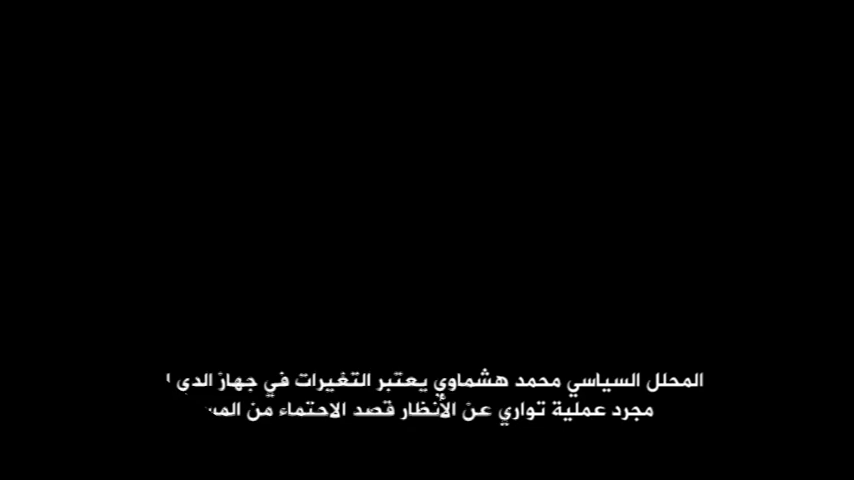 المحلل السياسي محمد هشماوي يعتبر التغيرات في جهاز الدي
مجرد عملية تواري عن الأنظار قصد الاحتماء من